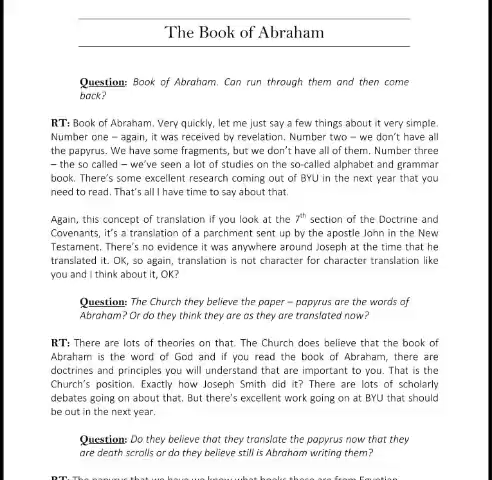 The Book of Abraham
Question: Book of Abraham. Can run through them and then come
back?
RT: Book of Abraham. Very quickly, let me just say a few things about it very simple.
Number one – again, it was received by revelation. Number two – we don't have all
the papyrus. We have some fragments, but we don't have all of them. Number three
– the so called – we've seen a lot of studies on the so-called alphabet and grammar
book. There's some excellent research coming out of BYU in the next year that you
need to read. That's all I have time to say about that.
Again, this concept of translation if you look at the 7th section of the Doctrine and
Covenants, it's a translation of a parchment sent up by the apostle John in the New
Testament. There's no evidence it was anywhere around Joseph at the time that he
translated it. OK, so again, translation is not character for character translation like
you and I think about it, OK?
Question: The Church they believe the paper – papyrus are the words of
Abraham? Or do they think they are as they are translated now?
RT: There are lots of theories on that. The Church does believe that the book of
Abraham is the word of God and if you read the book of Abraham, there are
doctrines and principles you will understand that are important to you. That is the
Church's position. Exactly how Joseph Smith did it? There are lots of scholarly
debates going on about that. But there's excellent work going on at BYU that should
be out in the next year.
Question: Do they believe that they translate the papyrus now that they
are death scrolls or do they believe still is Abraham writing them?
RT: The papyrus that we have we know what books these are from Egyptian